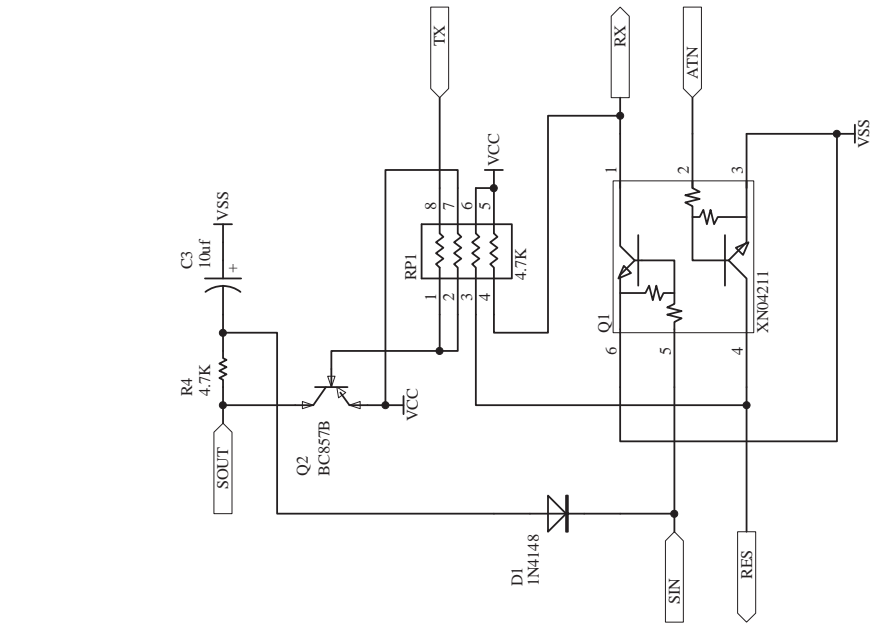 TX
RX
ATN
VSS
VCC
1
2
3
VSS
C3
10uf
+
8
7
6
5
RP1
4.7K
1
2
3
4
Q1
XN04211
6
5
4
R4
4.7K
VCC
SOUT
Q2
BC857B
D1
1N4148
SIN
RES